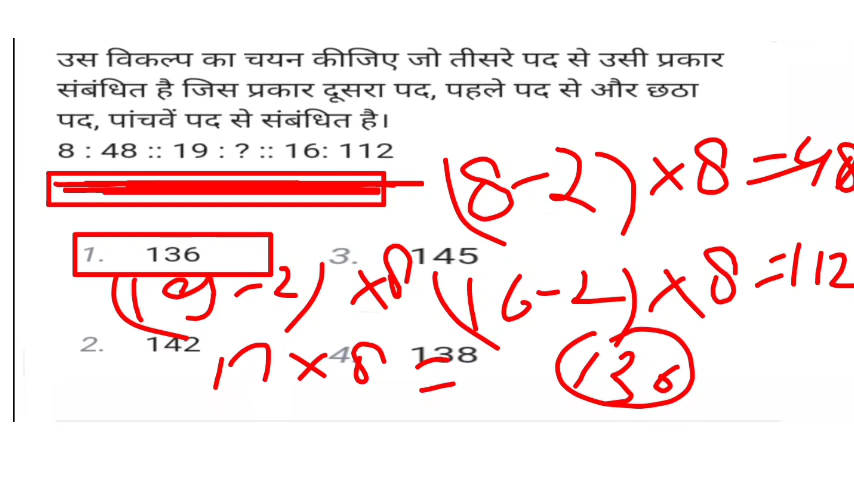 उस विकल्प का चयन कीजिए जो तीसरे पद से उसी प्रकार
संबंधित है जिस प्रकार दूसरा पद, पहले पद से और छठा
पद, पांचवें पद से संबंधित है।
8 : 48 :: 19 : ? :: 16: 112
(8-2) × 8 = 48
1. 136
3. 145
(19-2) × 8
(16-2) × 8 = 112
2. 142
4. 138
17 × 8 =
136